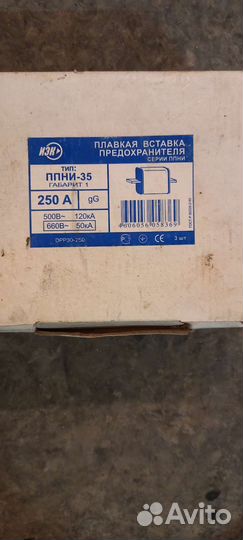 ИЭК
ПЛАВКАЯ ВСТАВКА
ПРЕДОХРАНИТЕЛЯ
СЕРИИ ППНИ
ТИП:
ППНИ-35
ГАБАРИТ 1
250 А gG
500В~ 120кА
660В~ 50кА
DPP30-250
3 шт
Avito